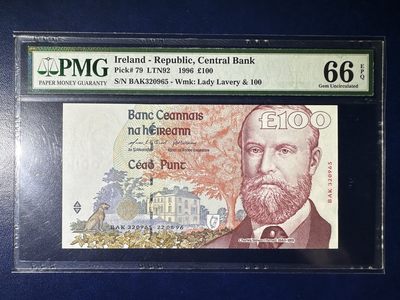 PMG
PAPER MONEY GUARANTY
Ireland - Republic, Central Bank
Pick# 79 LTN92 1996 £100
S/N BAK320965 - Wmk: Lady Lavery & 100
66 EPQ
Gem Uncirculated
Banc Ceannais
na hÉireann
£100
Céad Punt
BAK 320965
BAK 320965 22.08.96